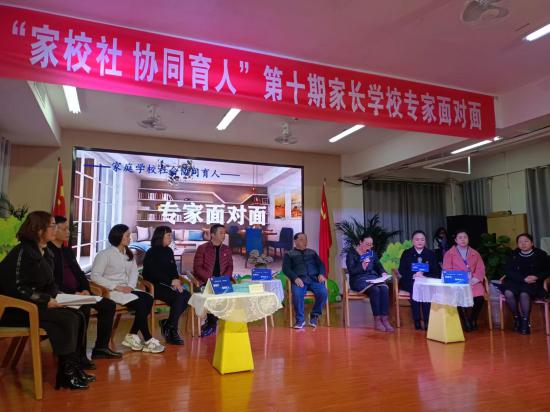 “家校社 协同育人”第十期家长学校专家面对面
——家庭学校社会协同育人——
专家面对面